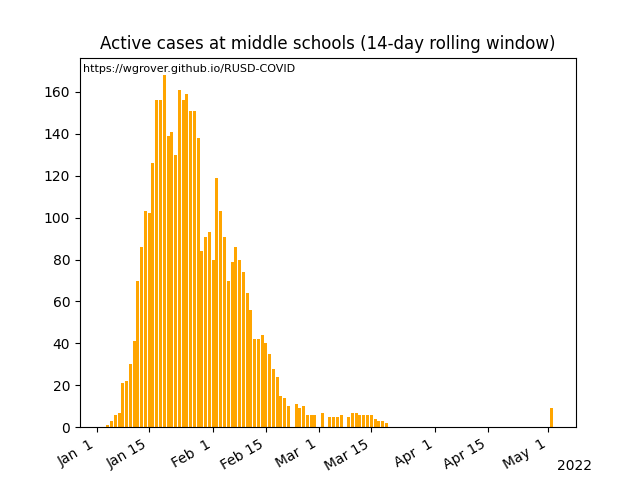 Active cases at middle schools (14-day rolling window)
https://wgrover.github.io/RUSD-COVID
160
140
120
100
80
60
40
20
0
Jan 1
Jan 15
Feb 1
Feb 15
Mar 1
Mar 15
Apr 1
Apr 15
May 1
2022